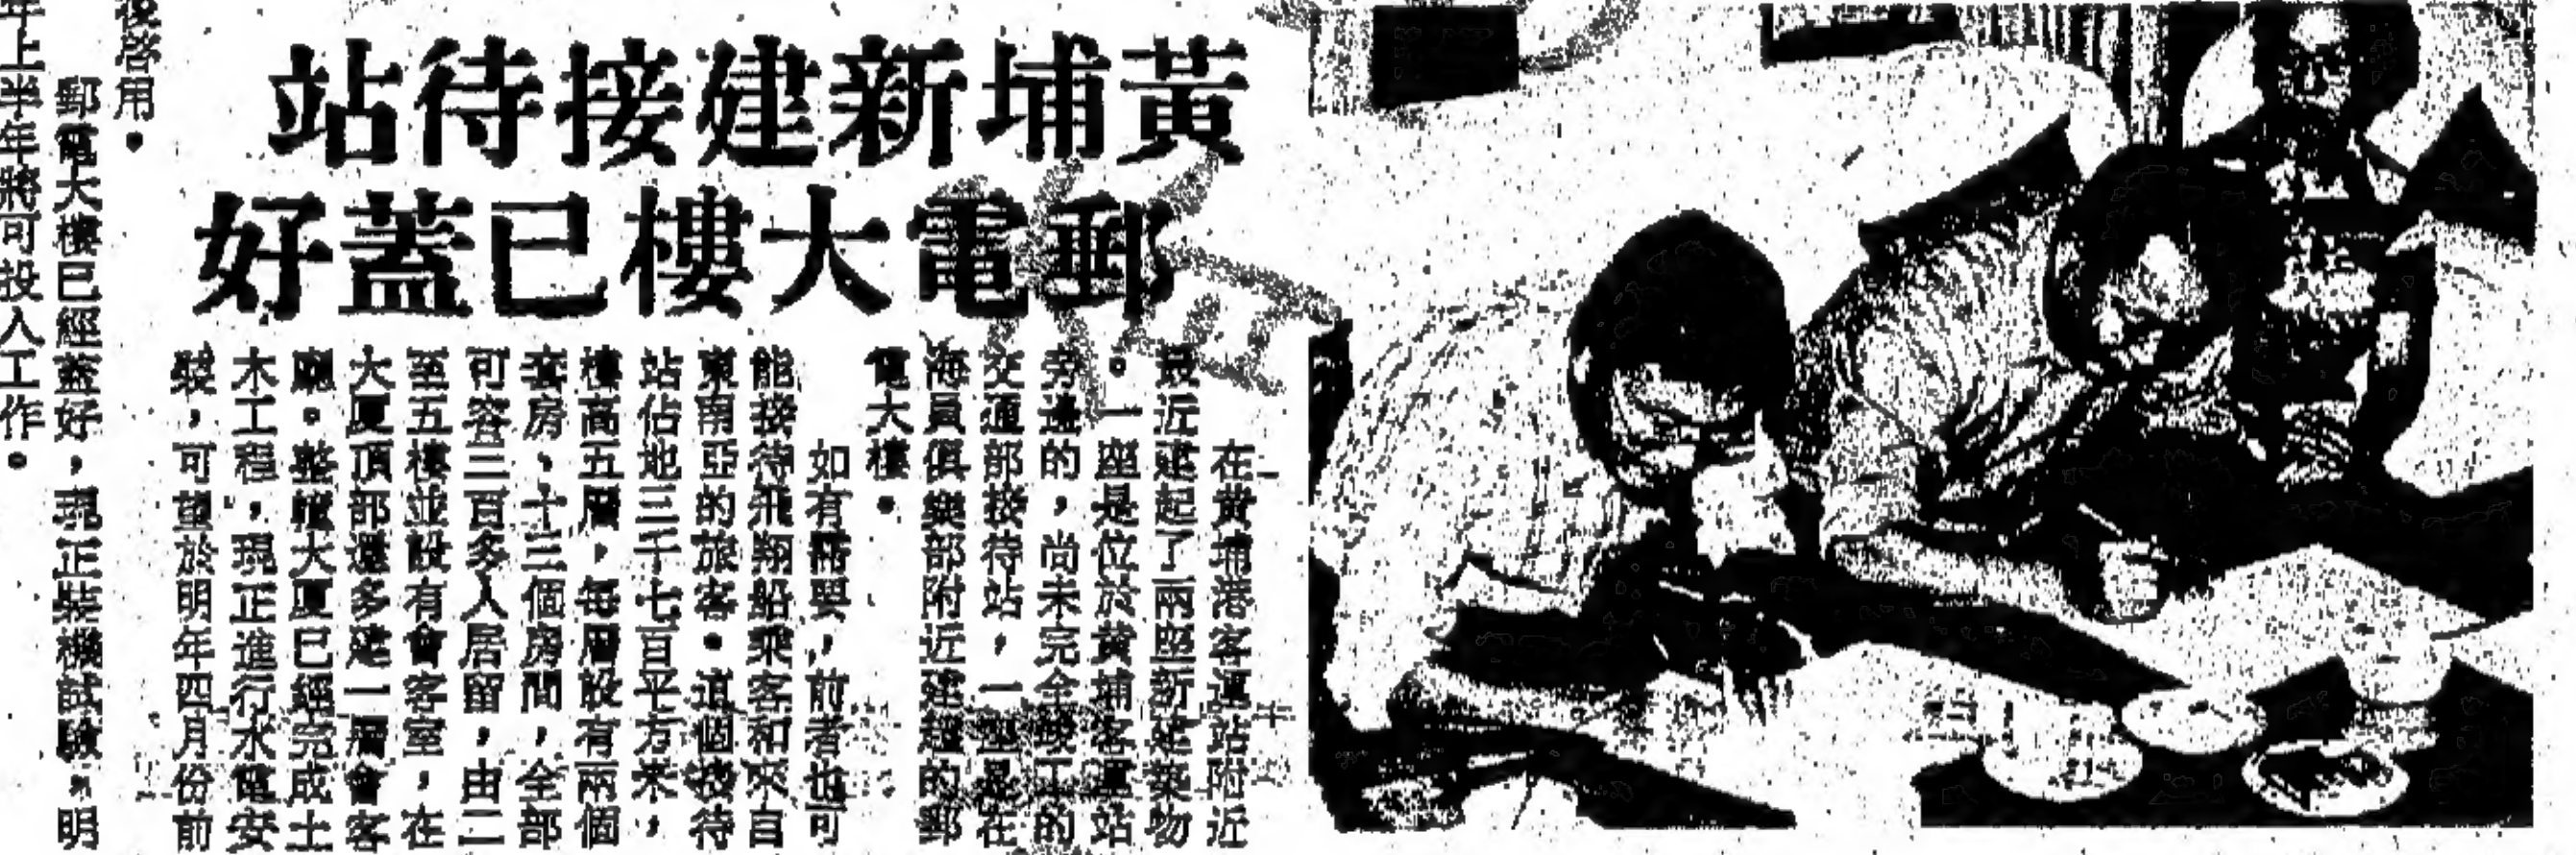 黃埔新建接待站
郵電大樓已蓋好
在黃埔港客運站附近
最近建起了兩座新建築物
。一座是位於黃埔客運站
旁邊的，尚未完全竣工的
交通部接待站，一座是在
海員俱樂部附近建起的郵
電大樓。
如有需要，前者也可
能接待飛翔船乘客和來自
東南亞的旅客。這個接待
站佔地三千七百平方米，
樓高五層，每層設有兩個
套房、十三個房間，全部
可容三百多人居留，由二
至五樓並設有會客室，在
大厦頂部還多建一層會客
廳。整幢大厦已經完成土
木工程，現正進行水電安
裝，可望於明年四月份前
後啓用。
郵電大樓已經蓋好，現正裝機試驗，明
年上半年將可投入工作。